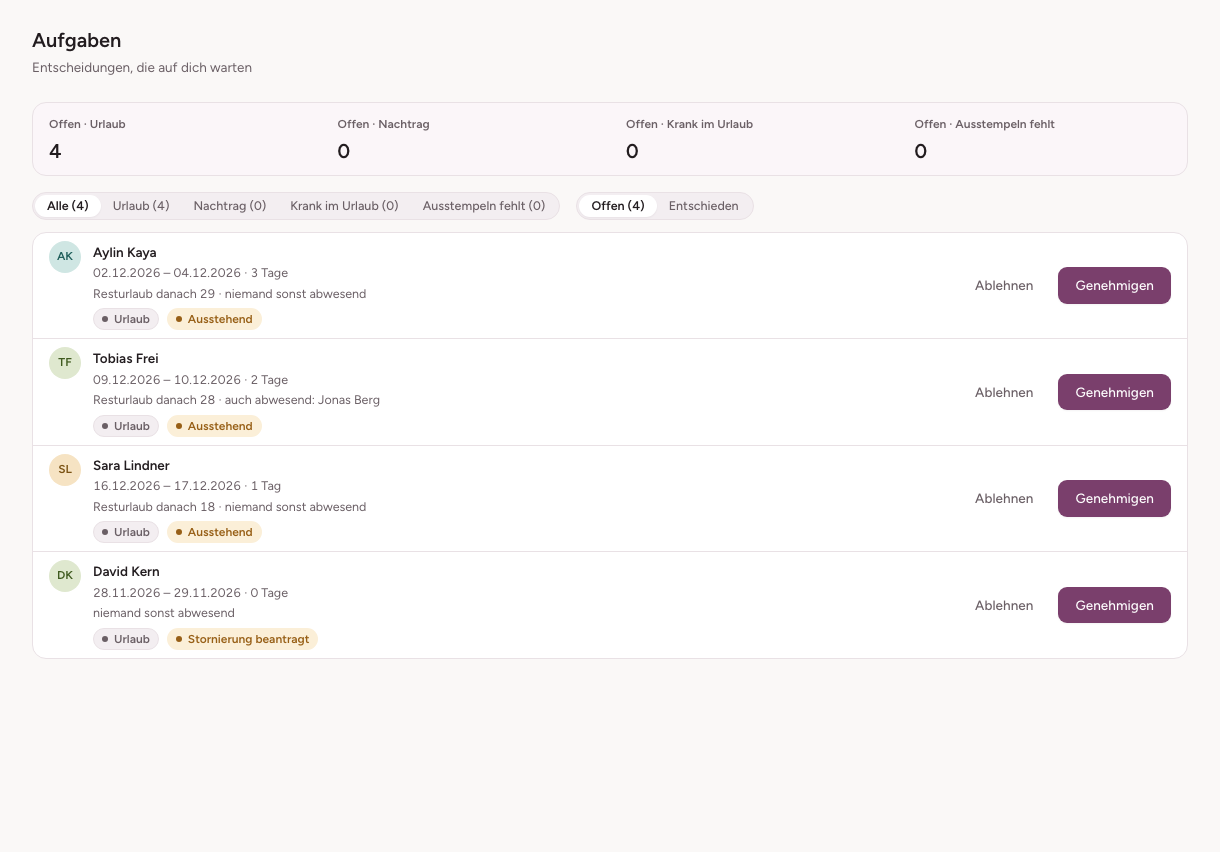 Aufgaben
Entscheidungen, die auf dich warten
Offen · Urlaub
4
Offen · Nachtrag
0
Offen · Krank im Urlaub
0
Offen · Ausstempeln fehlt
0
Alle (4) Urlaub (4) Nachtrag (0) Krank im Urlaub (0) Ausstempeln fehlt (0) Offen (4) Entschieden
AK
Aylin Kaya
02.12.2026 – 04.12.2026 · 3 Tage
Resturlaub danach 29 · niemand sonst abwesend
Urlaub Ausstehend
Ablehnen Genehmigen
TF
Tobias Frei
09.12.2026 – 10.12.2026 · 2 Tage
Resturlaub danach 28 · auch abwesend: Jonas Berg
Urlaub Ausstehend
Ablehnen Genehmigen
SL
Sara Lindner
16.12.2026 – 17.12.2026 · 1 Tag
Resturlaub danach 18 · niemand sonst abwesend
Urlaub Ausstehend
Ablehnen Genehmigen
DK
David Kern
28.11.2026 – 29.11.2026 · 0 Tage
niemand sonst abwesend
Urlaub Stornierung beantragt
Ablehnen Genehmigen